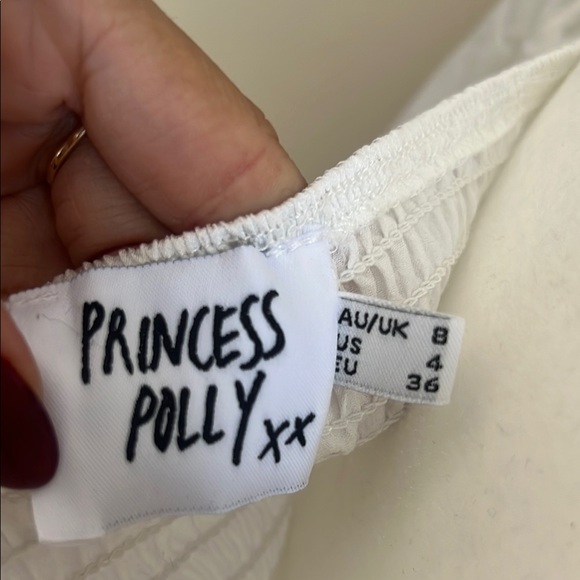 PRINCESS
POLLY xx
AU/UK 8
US 4
EU 36